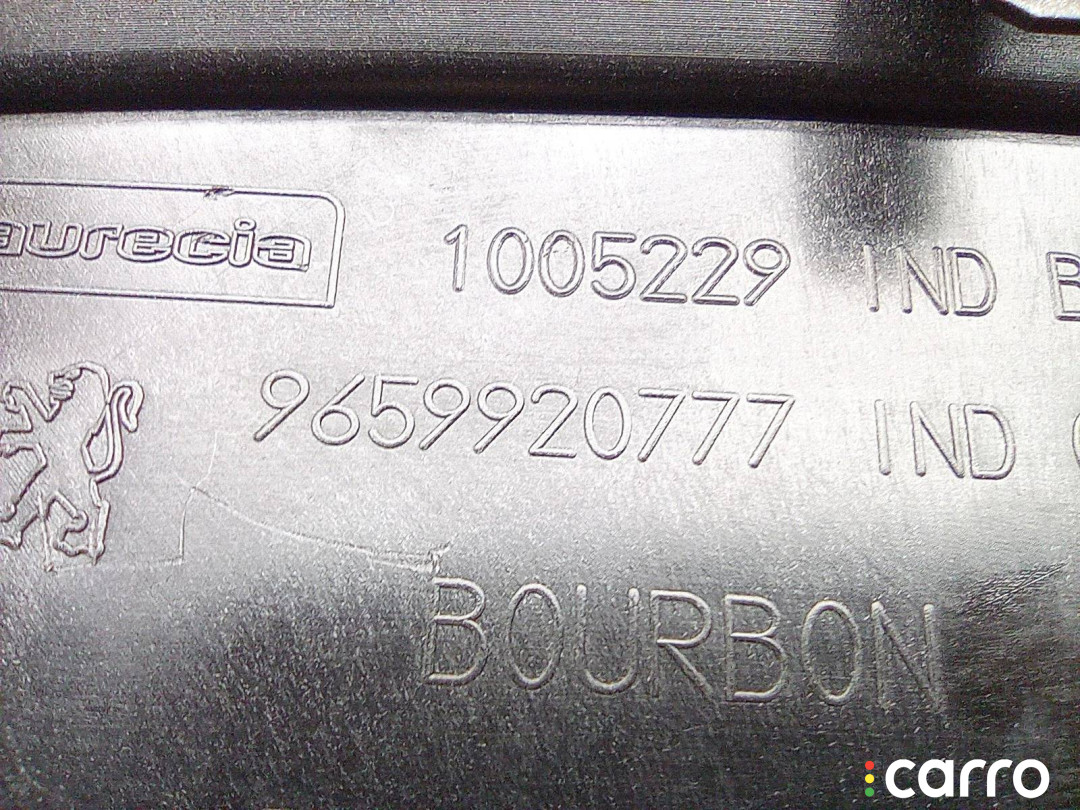 aurecia
1005229 IND B
9659920777 IND
BOURBON
carro